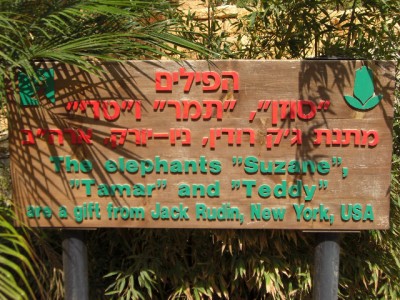 הפילים
"סוזן", "תמר" ו"טדי"
מתנת ג'ק רודין, ניו-יורק, ארה"ב
The elephants "Suzane",
"Tamar" and "Teddy"
are a gift from Jack Rudin, New York, USA